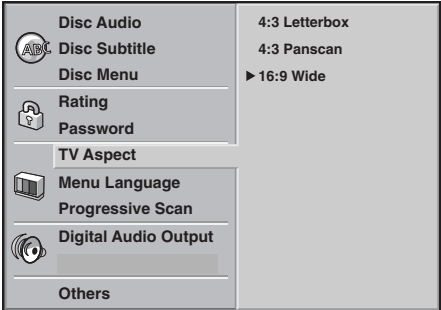 Disc Audio
ABC Disc Subtitle
Disc Menu
Rating
Password
TV Aspect
Menu Language
Progressive Scan
Digital Audio Output
Others
4:3 Letterbox
4:3 Panscan
16:9 Wide